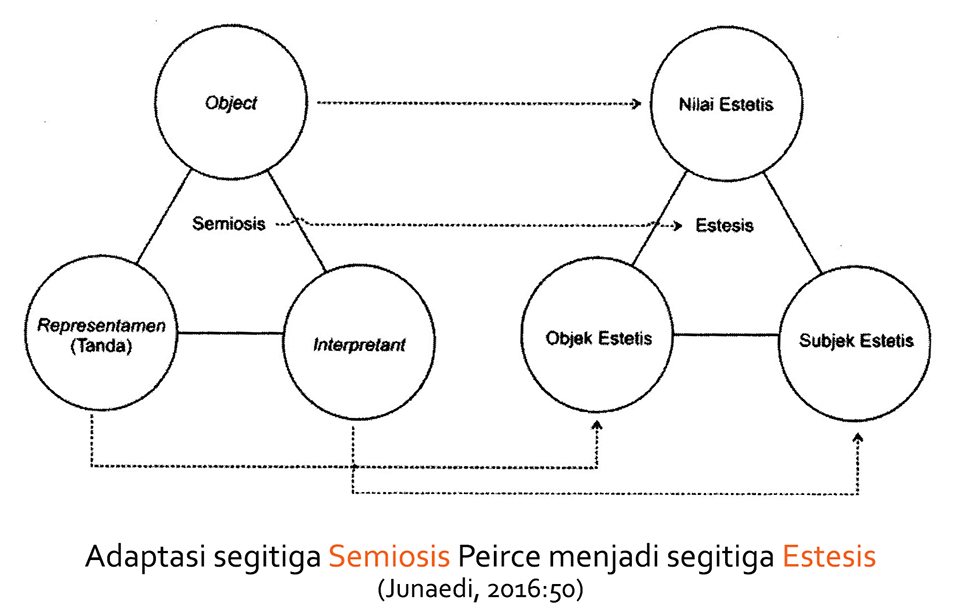 Object
Nilai Estetis
Semiosis
Estesis
Representamen
(Tanda)
Interpretant
Objek Estetis
Subjek Estetis
Adaptasi segitiga Semiosis Peirce menjadi segitiga Estesis
(Junaedi, 2016:50)